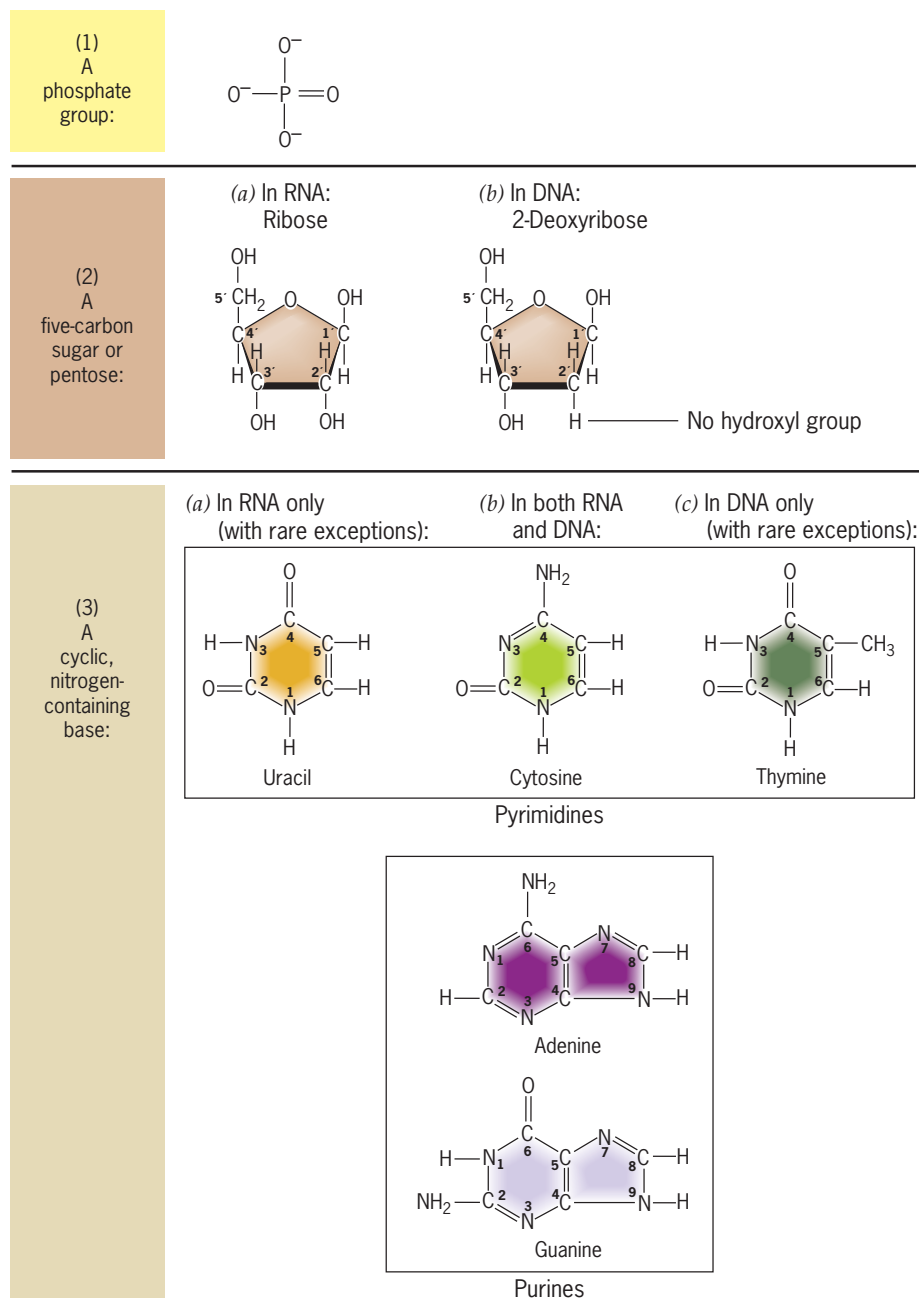 (1)
A
phosphate
group:
O–
O– P O
O–
(2)
A
five-carbon
sugar or
pentose:
(a) In RNA:
Ribose
OH
5´ CH2 O OH
C 4´ 1´ C
H H H H
C 3´ 2´ C
OH OH
(b) In DNA:
2-Deoxyribose
OH
5´ CH2 O OH
C 4´ 1´ C
H H H H
C 3´ 2´ C
OH H No hydroxyl group
(3)
A
cyclic,
nitrogen-
containing
base:
(a) In RNA only
(with rare exceptions):
O
C
H N 3 4 5 C H
O C 2 1 6 C H
N
H
Uracil
(b) In both RNA
and DNA:
NH2
C
N 3 4 5 C H
O C 2 1 6 C H
N
H
Cytosine
(c) In DNA only
(with rare exceptions):
O
C
H N 3 4 5 C CH3
O C 2 1 6 C H
N
H
Thymine
Pyrimidines
NH2
C N
N 1 6 5 C 7 8 C H
H C 2 3 4 C 9 N H
N
Adenine
O
C N
H N 1 6 5 C 7 8 C H
NH2 C 2 3 4 C 9 N H
N
Guanine
Purines